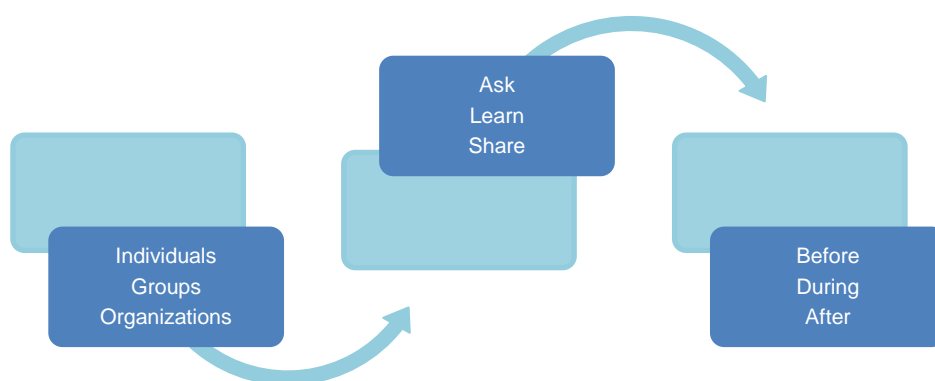 Individuals
Groups
Organizations
Ask
Learn
Share
Before
During
After